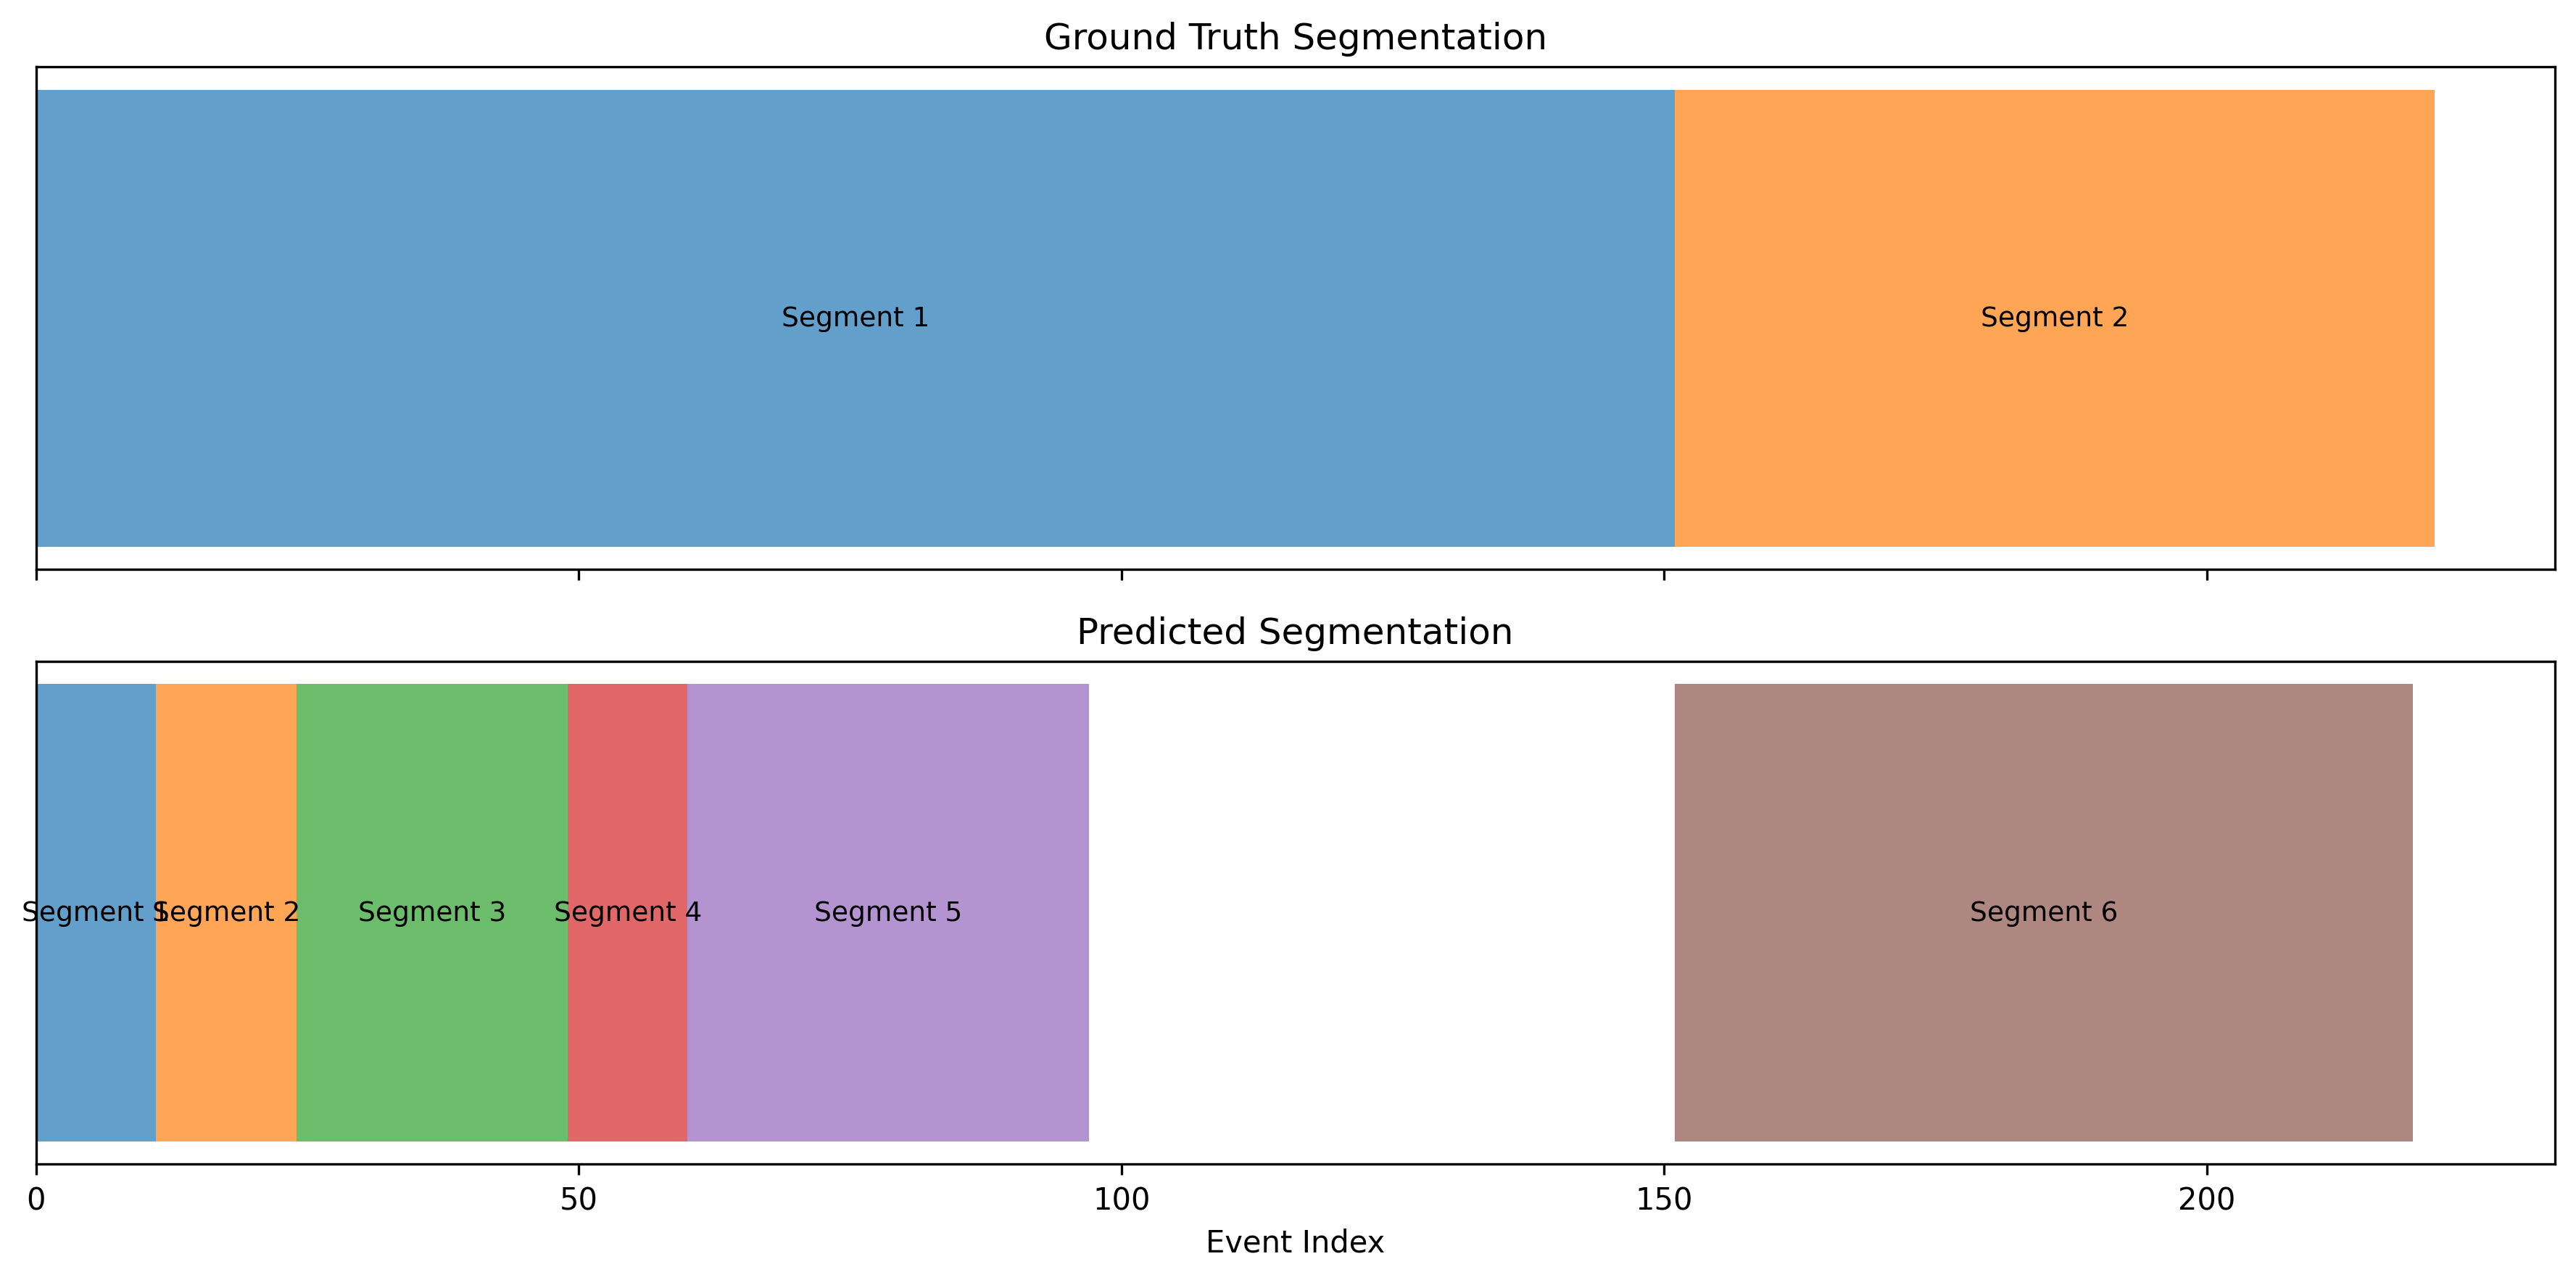 Ground Truth Segmentation
Segment 1 Segment 2
Predicted Segmentation
Segment 1 Segment 2 Segment 3 Segment 4 Segment 5 Segment 6
0 50 100 150 200
Event Index